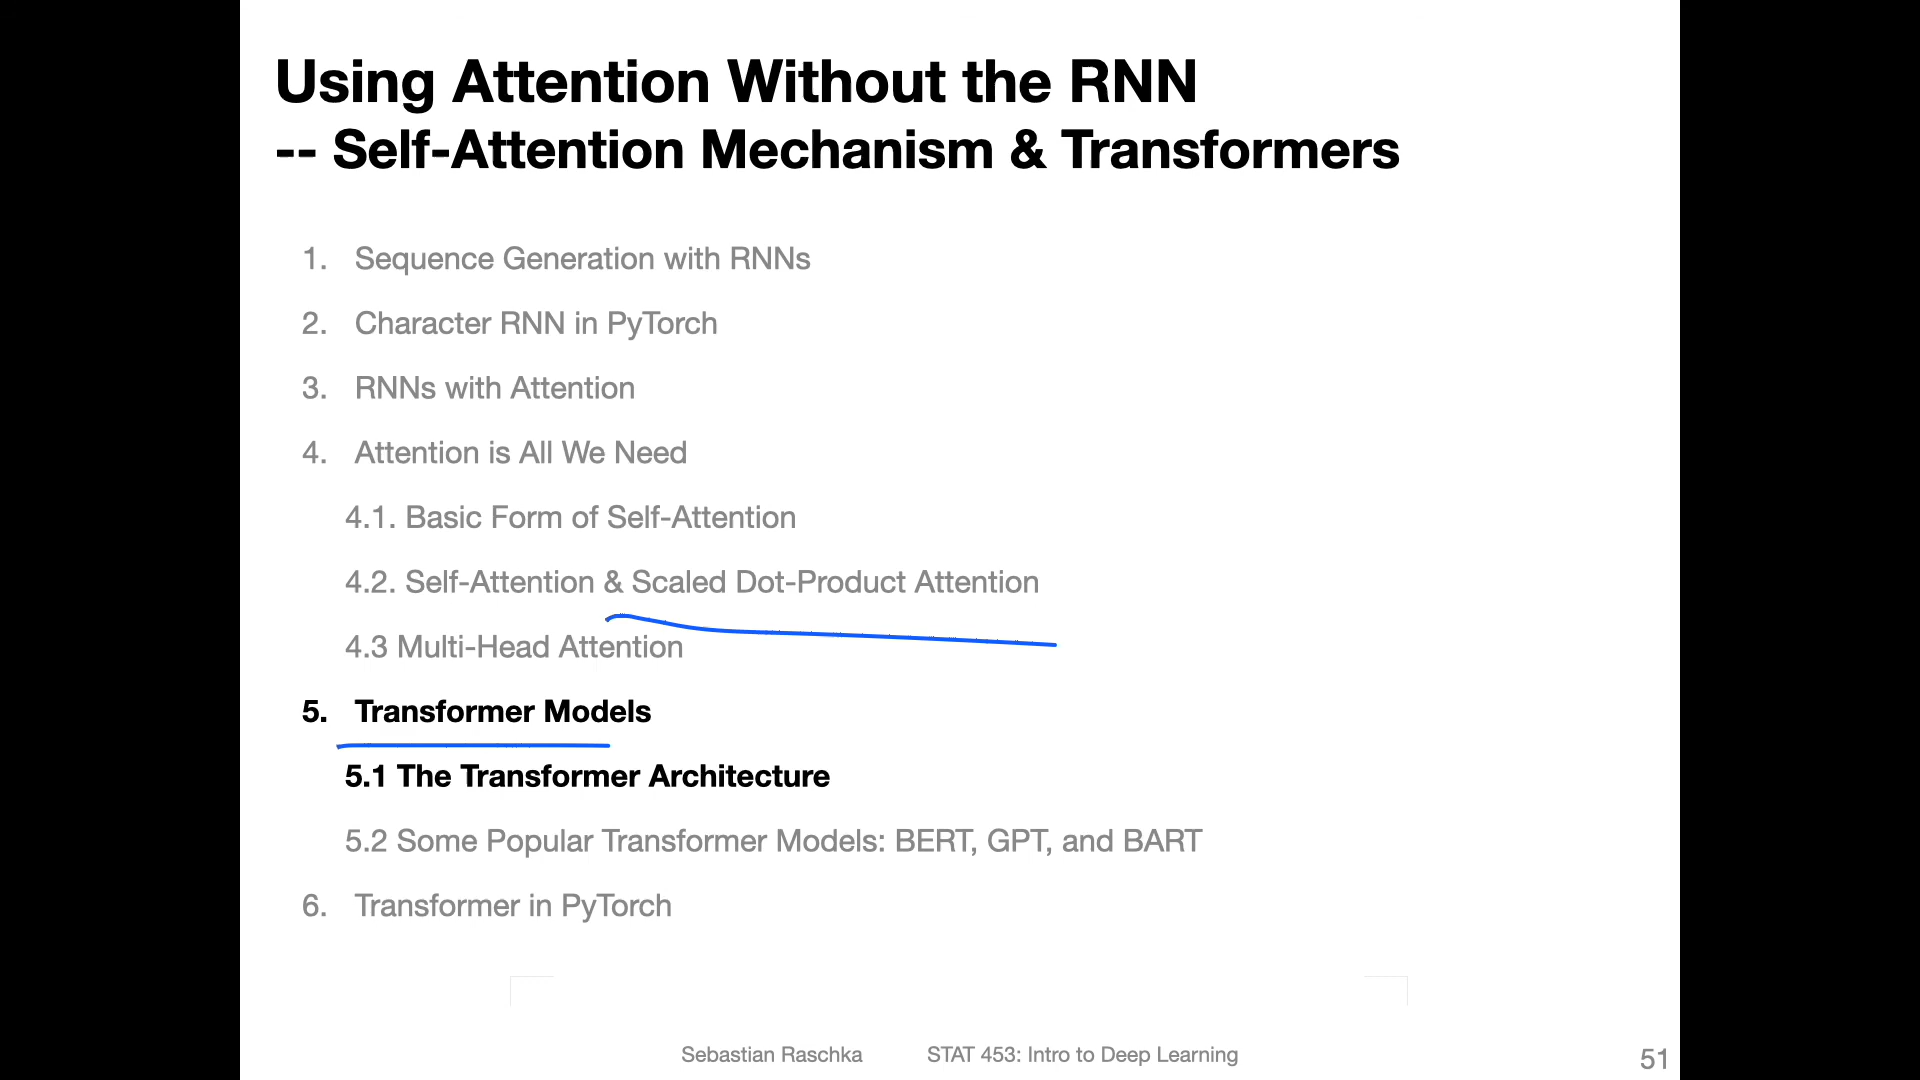 Using Attention Without the RNN
-- Self-Attention Mechanism & Transformers
1. Sequence Generation with RNNs
2. Character RNN in PyTorch
3. RNNs with Attention
4. Attention is All We Need
4.1. Basic Form of Self-Attention
4.2. Self-Attention & Scaled Dot-Product Attention
4.3 Multi-Head Attention
5. Transformer Models
5.1 The Transformer Architecture
5.2 Some Popular Transformer Models: BERT, GPT, and BART
6. Transformer in PyTorch
Sebastian Raschka STAT 453: Intro to Deep Learning 51